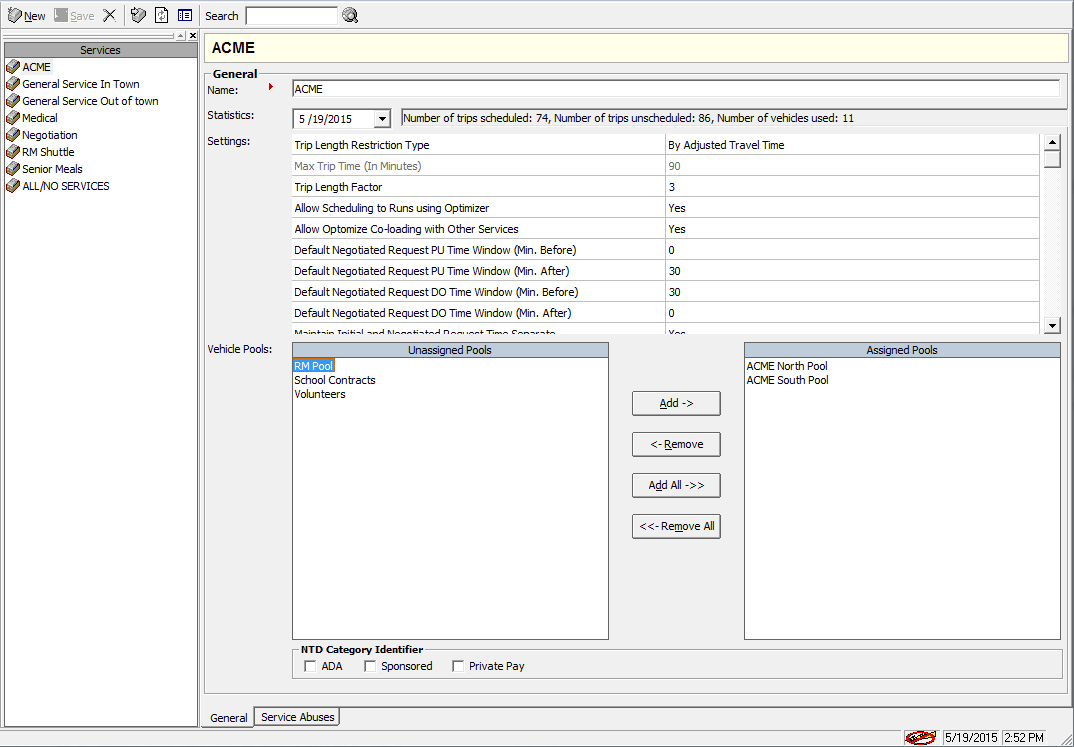 New Save Search
Services
ACME
General Service In Town
General Service Out of town
Medical
Negotiation
RM Shuttle
Senior Meals
ALL/NO SERVICES
ACME
General
Name: ACME
Statistics: 5 /19/2015 Number of trips scheduled: 74, Number of trips unscheduled: 86, Number of vehicles used: 11
Settings:
Trip Length Restriction Type By Adjusted Travel Time
Max Trip Time (In Minutes) 90
Trip Length Factor 3
Allow Scheduling to Runs using Optimizer Yes
Allow Optomize Co-loading with Other Services Yes
Default Negotiated Request PU Time Window (Min. Before) 0
Default Negotiated Request PU Time Window (Min. After) 30
Default Negotiated Request DO Time Window (Min. Before) 30
Default Negotiated Request DO Time Window (Min. After) 0
Maintain Initial and Negotiated Request Time Separate Yes
Vehicle Pools:
Unassigned Pools
RM Pool
School Contracts
Volunteers
Add ->
<- Remove
Add All ->>
<<- Remove All
Assigned Pools
ACME North Pool
ACME South Pool
NTD Category Identifier
ADA Sponsored Private Pay
General Service Abuses
5/19/2015 2:52 PM